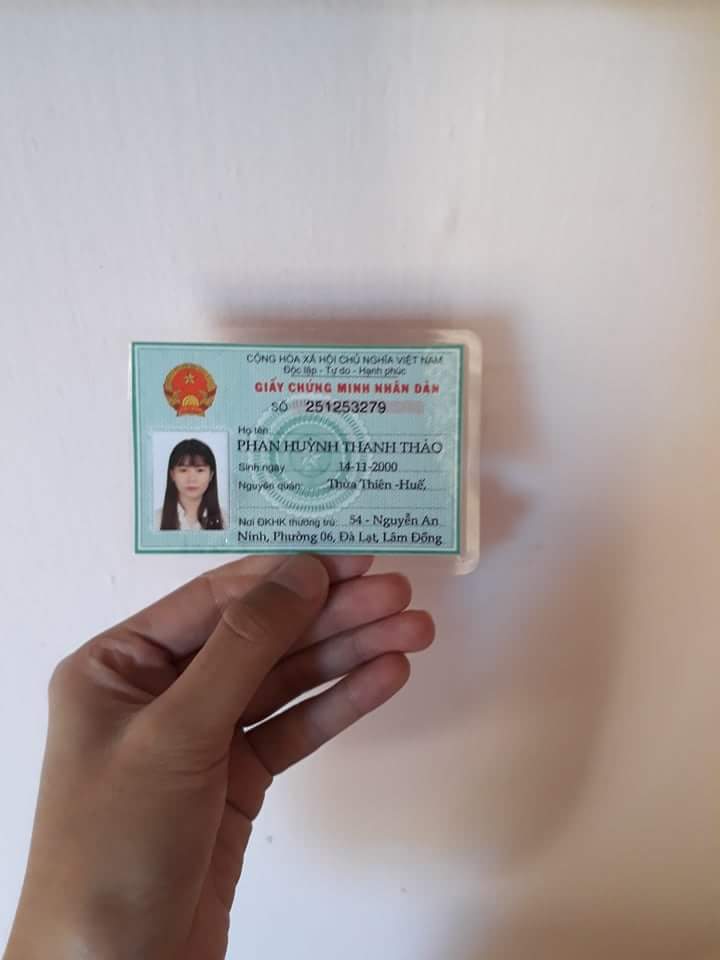 CỘNG HÒA XÃ HỘI CHỦ NGHĨA VIỆT NAM
Độc lập - Tự do - Hạnh phúc
GIẤY CHỨNG MINH NHÂN DÂN
SỐ 251253279
Họ tên: 
PHAN HUỲNH THANH THẢO
Sinh ngày 14-11-2000
Nguyên quán: Thừa Thiên -Huế,
Nơi ĐKHK thường trú: 54 - Nguyễn An
Ninh, Phường 06, Đà Lạt, Lâm Đồng